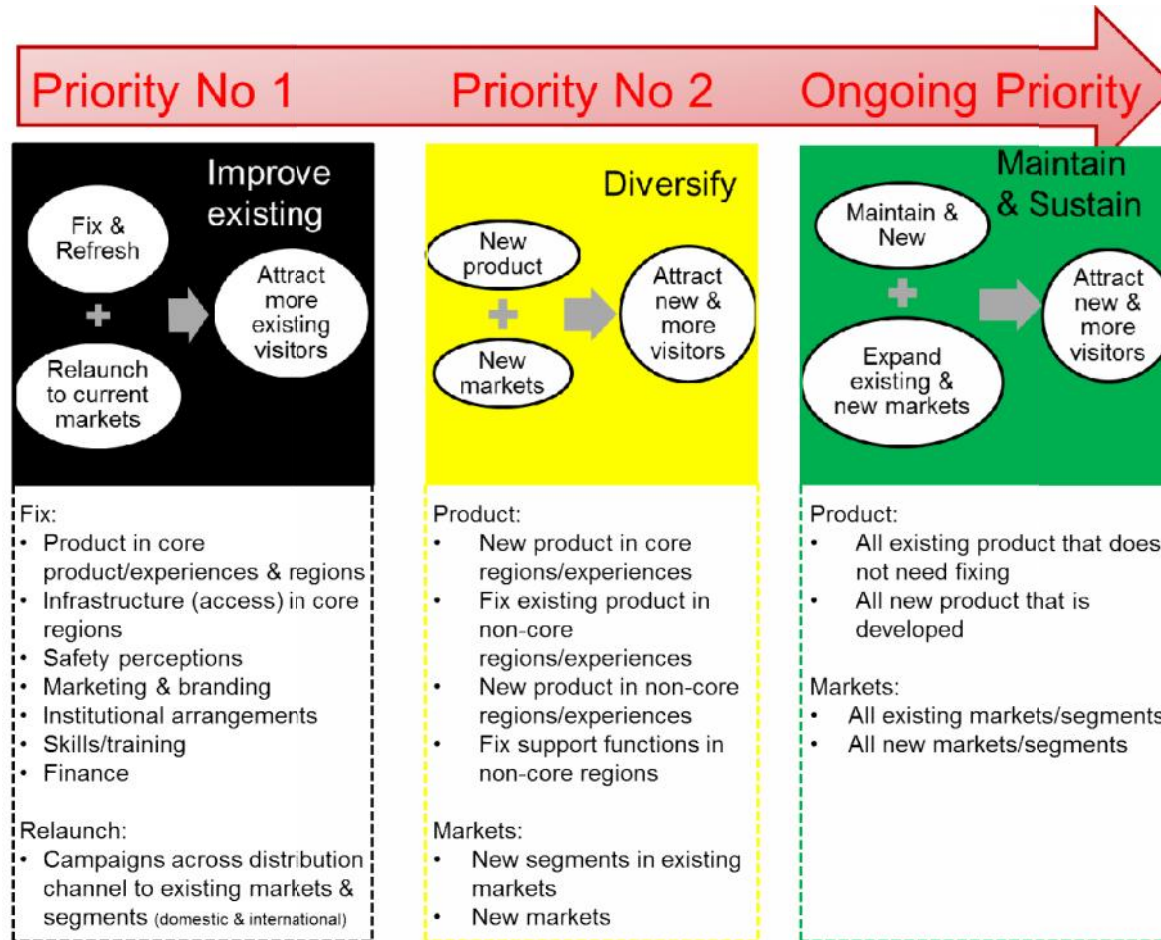 Priority No 1
Priority No 2
Ongoing Priority
Improve
existing
Fix &
Refresh
+
Relaunch
to current
markets
Attract
more
existing
visitors
Diversify
New
product
+
New
markets
Attract
new &
more
visitors
Maintain
& Sustain
Maintain &
New
+
Expand
existing &
new markets
Attract
new &
more
visitors
Fix:
• Product in core
product/experiences & regions
• Infrastructure (access) in core
regions
• Safety perceptions
• Marketing & branding
• Institutional arrangements
• Skills/training
• Finance
Relaunch:
• Campaigns across distribution
channel to existing markets &
segments (domestic & international)
Product:
• New product in core
regions/experiences
• Fix existing product in
non-core
regions/experiences
• New product in non-core
regions/experiences
• Fix support functions in
non-core regions
Markets:
• New segments in existing
markets
• New markets
Product:
• All existing product that does
not need fixing
• All new product that is
developed
Markets:
• All existing markets/segments
• All new markets/segments